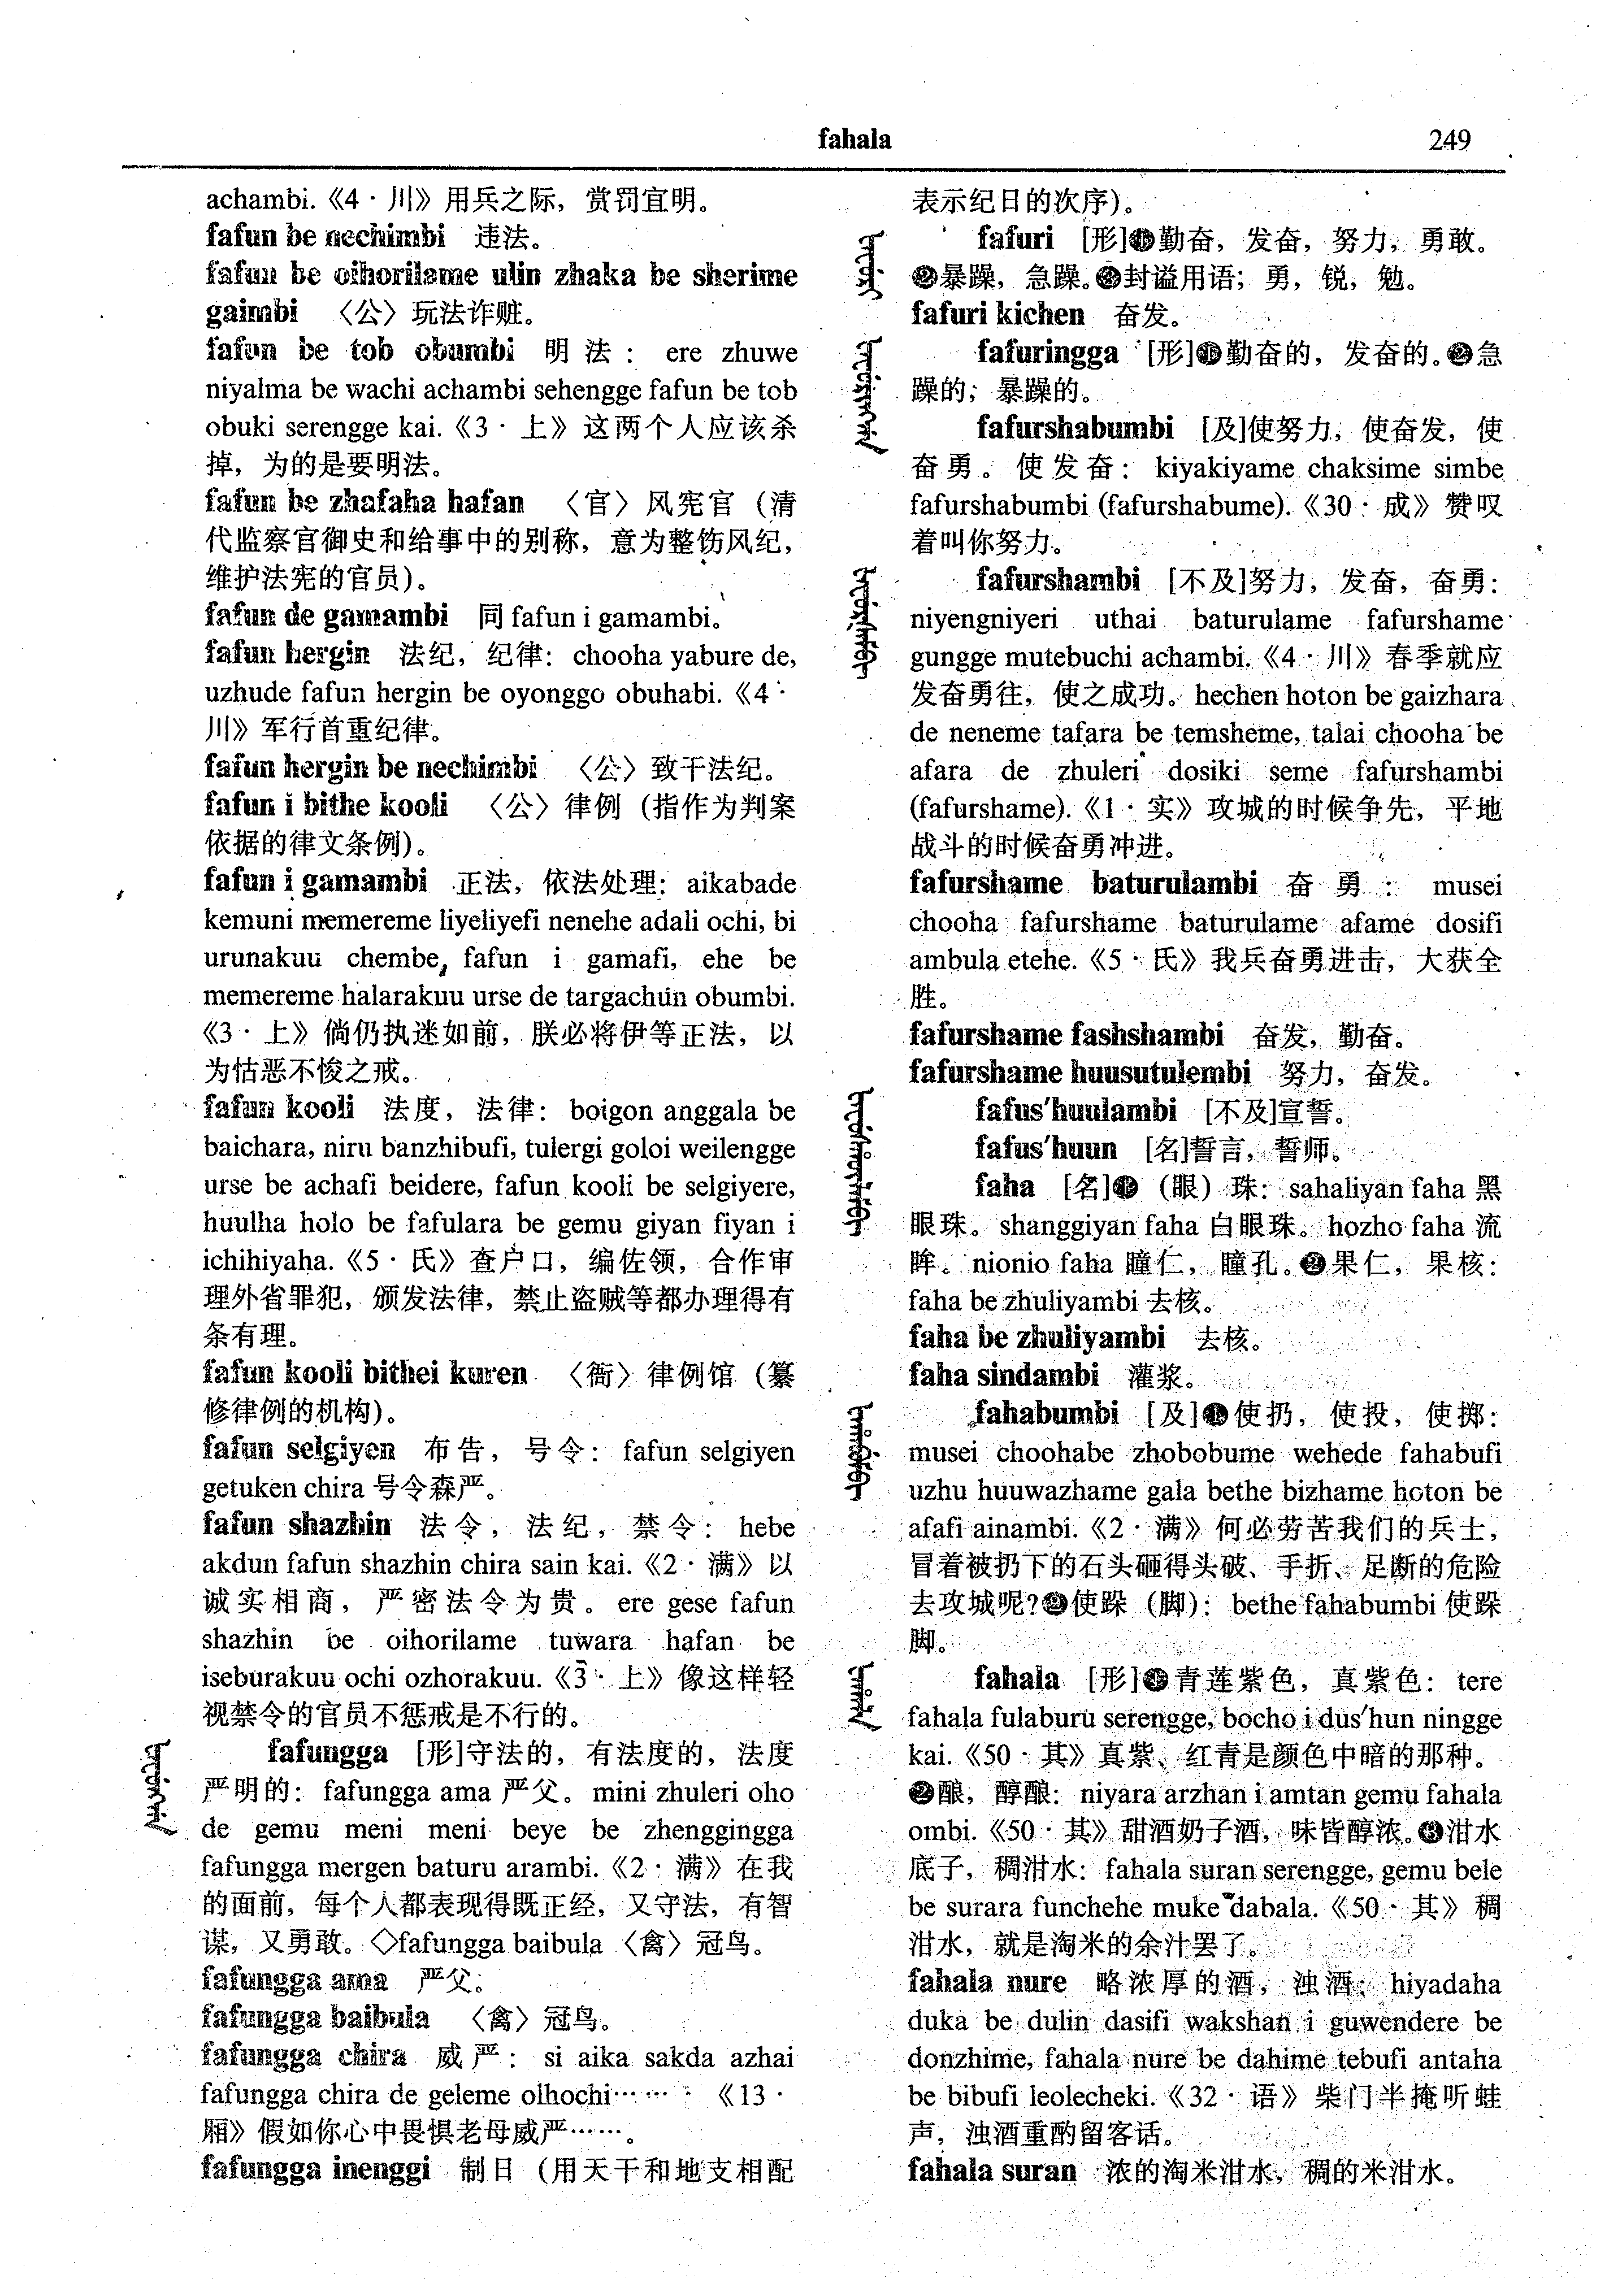 fahala
249
achambi.《4·川》用兵之际，赏罚宜明。
fafun be nechimbi 违法。
fafun be oihorilame ulin zhaka be sherime
gaimbi 〈公〉玩法诈赃。
fafun be tob obumbi 明法：ere zhuwe
niyalma be wachi achambi sehengge fafun be tob
obuki serengge kai.《3·上》这两个人应该杀
掉，为的是要明法。
fafun be zhafaha hafan 〈官〉风宪官（清
代监察官御史和给事中的别称，意为整饬风纪，
维护法宪的官员）。
fafun de gamambi 同 fafun i gamambi。
fafun hergin 法纪，纪律：chooha yabure de,
uzhude fafun hergin be oyonggo obuhabi.《4·
川》军行首重纪律。
fafun hergin be nechimbi 〈公〉致干法纪。
fafun i bithe kooli 〈公〉律例（指作为判案
依据的律文条例）。
fafun i gamambi 正法，依法处理：aikabade
kemuni memereme liyeliyefi nenehe adali ochi, bi
urunakuu chembe, fafun i gamafi, ehe be
memereme halarakuu urse de targachun obumbi.
《3·上》倘仍执迷如前，朕必将伊等正法，以
为怙恶不悛之戒。
fafun kooli 法度，法律：boigon anggala be
baichara, niru banzhibufi, tulergi goloi weilengge
urse be achafi beidere, fafun kooli be selgiyere,
huulha holo be fafulara be gemu giyan fiyan i
ichihiyaha.《5·氏》查户口，编佐领，合作审
理外省罪犯，颁发法律，禁止盗贼等都办理得有
条有理。
fafun kooli bithei kuren 〈衙〉律例馆（纂
修律例的机构）。
fafun selgiyen 布告，号令：fafun selgiyen
getuken chira 号令森严。
fafun shazhin 法令，法纪，禁令：hebe
akdun fafun shazhin chira sain kai.《2·满》以
诚实相商，严密法令为贵。ere gese fafun
shazhin be oihorilame tuwara hafan be
iseburakuu ochi ozhorakuu.《3·上》像这样轻
视禁令的官员不惩戒是不行的。
fafungga [形]守法的，有法度的，法度
严明的：fafungga ama 严父。mini zhuleri oho
de gemu meni meni beye be zhenggingga
fafungga mergen baturu arambi.《2·满》在我
的面前，每个人都表现得既正经，又守法，有智
谋，又勇敢。◇fafungga baibula〈禽〉冠鸟。
fafungga ama 严父。
fafungga baibula 〈禽〉冠鸟。
fafungga chira 威严：si aika sakda azhai
fafungga chira de geleme olhochi……《13·
厢》假如你心中畏惧老母威严……。
fafungga inenggi 制日（用天干和地支相配
表示纪日的次序）。
fafuri [形]❶勤奋，发奋，努力，勇敢。
❷暴躁，急躁。❸封谥用语；勇，锐，勉。
fafuri kichen 奋发。
fafuringga [形]❶勤奋的，发奋的。❷急
躁的；暴躁的。
fafurshabumbi [及]使努力，使奋发，使
奋勇。使发奋：kiyakiyame chaksime simbe
fafurshabumbi (fafurshabume).《30·成》赞叹
着叫你努力。
fafurshambi [不及]努力，发奋，奋勇：
niyengniyeri uthai baturulame fafurshame
gungge mutebuchi achambi.《4·川》春季就应
发奋勇往，使之成功。hechen hoton be gaizhara
de neneme tafara be temsheme, talai chooha be
afara de zhuleri dosiki seme fafurshambi
(fafurshame).《1·实》攻城的时候争先，平地
战斗的时候奋勇冲进。
fafurshame baturulambi 奋勇：musei
chooha fafurshame baturulame afame dosifi
ambula etehe.《5·氏》我兵奋勇进击，大获全
胜。
fafurshame fashshambi 奋发，勤奋。
fafurshame huusutulembi 努力，奋发。
fafus'huulambi [不及]宣誓。
fafus'huun [名]誓言，誓师。
faha [名]❶（眼）珠：sahaliyan faha 黑
眼珠。shanggiyan faha 白眼珠。hozho faha 流
眸。nionio faha 瞳仁，瞳孔。❷果仁，果核：
faha be zhuliyambi 去核。
faha be zhuliyambi 去核。
faha sindambi 灌浆。
fahabumbi [及]❶使扔，使投，使掷：
musei choohabe zhobobume wehede fahabufi
uzhu huuwazhame gala bethe bizhame hoton be
afafi ainambi.《2·满》何必劳苦我们的兵士，
冒着被扔下的石头砸得头破、手折、足断的危险
去攻城呢?❷使跺（脚）：bethe fahabumbi 使跺
脚。
fahala [形]❶青莲紫色，真紫色：tere
fahala fulaburu serengge, bocho i dus'hun ningge
kai.《50·其》真紫、红青是颜色中暗的那种。
❷酿，醇酿：niyara arzhan i amtan gemu fahala
ombi.《50·其》甜酒奶子酒，味皆醇浓。❸泔水
底子，稠泔水：fahala suran serengge, gemu bele
be surara funchehe muke dabala.《50·其》稠
泔水，就是淘米的余汁罢了。
fahala nure 略浓厚的酒，浊酒：hiyadaha
duka be dulin dasifi wakshan i guwendere be
donzhime, fahala nure be dahime tebufi antaha
be bibufi leolecheki.《32·语》柴门半掩听蛙
声，浊酒重酌留客话。
fahala suran 浓的淘米泔水，稠的米泔水。